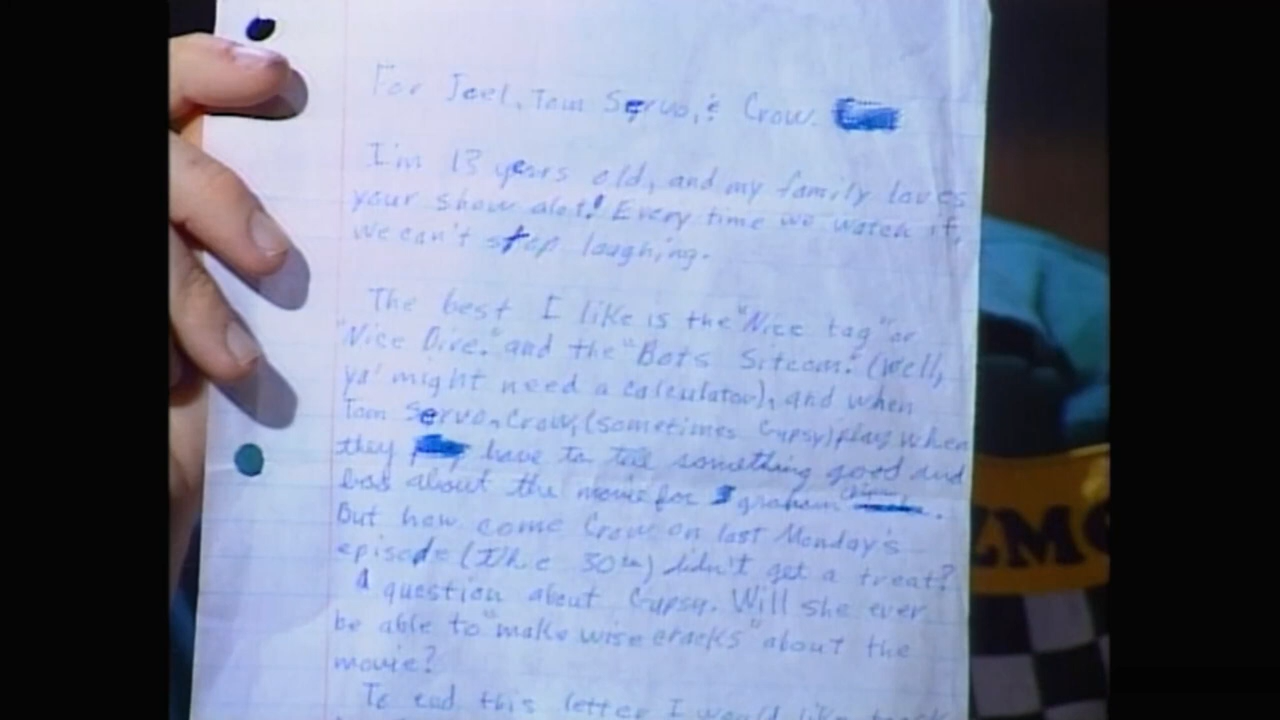 For Joel, Tom Servo, & Crow.
I'm 13 years old, and my family loves
your show alot! Every time we watch it,
we can't stop laughing.
The best I like is the "Nice tag" or
"Nice Dive." and the "Bots Sitcom." (Well,
ya' might need a calculator), and when
Tom Servo, Crow, (sometimes Gypsy) play when
they have to tell something good and
bad about the movie for graham
But how come Crow on last Monday's
episode (The 30th) didn't get a treat?
A question about Gypsy. Will she ever
be able to "make wise cracks" about the
movie?
To end this letter I would like
ZMO